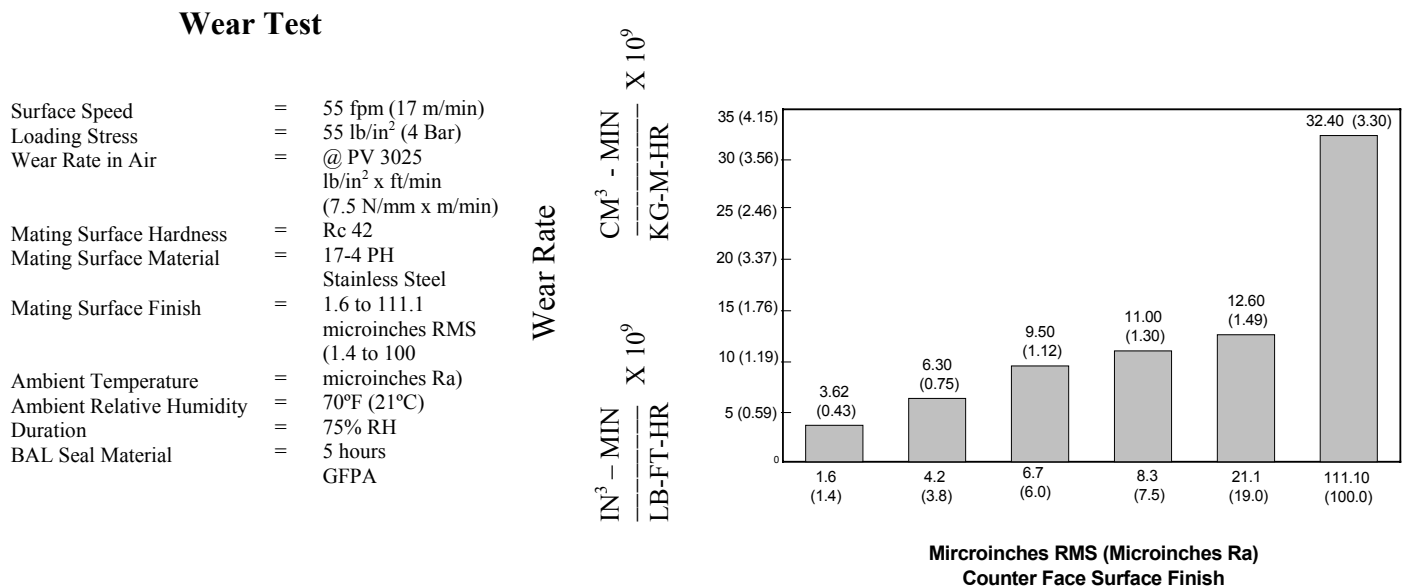 Wear Test
Surface Speed = 55 fpm (17 m/min)
Loading Stress = 55 lb/in² (4 Bar)
Wear Rate in Air = @ PV 3025
lb/in² x ft/min
(7.5 N/mm x m/min)
Mating Surface Hardness = Rc 42
Mating Surface Material = 17-4 PH
Stainless Steel
Mating Surface Finish = 1.6 to 111.1
microinches RMS
(1.4 to 100
Ambient Temperature = microinches Ra)
Ambient Relative Humidity = 70ºF (21ºC)
Duration = 75% RH
BAL Seal Material = 5 hours
GFPA
Wear Rate
CM³ - MIN
KG-M-HR
X 10⁹
IN³ – MIN
LB-FT-HR
X 10⁹
35 (4.15)
30 (3.56)
25 (2.46)
20 (3.37)
15 (1.76)
10 (1.19)
5 (0.59)
0
3.62
(0.43)
6.30
(0.75)
9.50
(1.12)
11.00
(1.30)
12.60
(1.49)
32.40 (3.30)
1.6 4.2 6.7 8.3 21.1 111.10
(1.4) (3.8) (6.0) (7.5) (19.0) (100.0)
Mircroinches RMS (Microinches Ra)
Counter Face Surface Finish